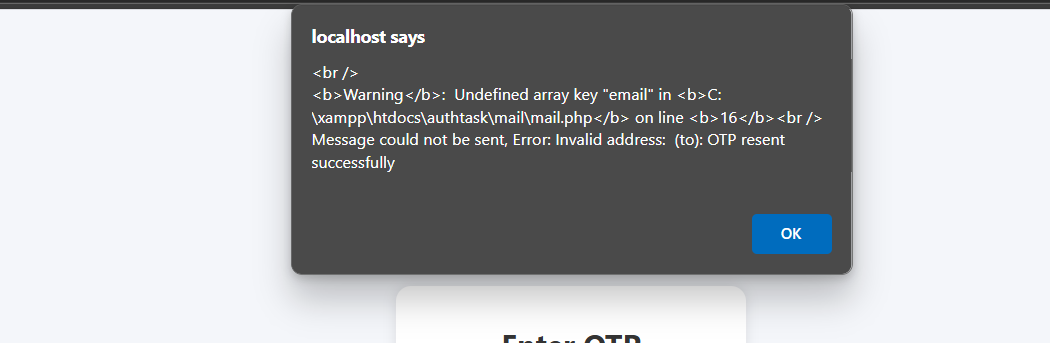 localhost says
<br />
<b>Warning</b>:  Undefined array key "email" in <b>C:
\xampp\htdocs\authtask\mail\mail.php</b> on line <b>16</b><br />
Message could not be sent, Error: Invalid address:  (to): OTP resent
successfully
OK
Enter OTP